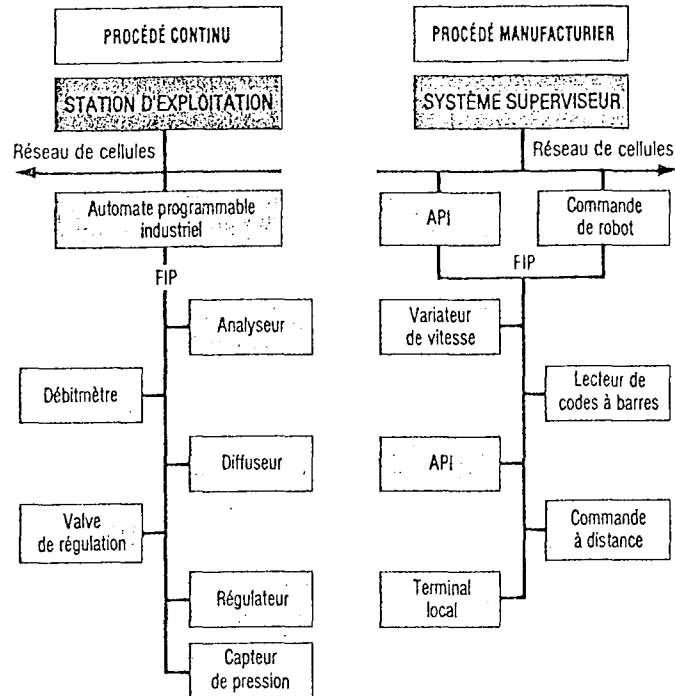 PROCÉDÉ CONTINU
STATION D'EXPLOITATION
Réseau de cellules
Automate programmable
industriel
FIP
Analyseur
Débitmètre
Diffuseur
Valve
de régulation
Régulateur
Capteur
de pression
PROCÉDÉ MANUFACTURIER
SYSTÈME SUPERVISEUR
Réseau de cellules
API
Commande
de robot
FIP
Variateur
de vitesse
Lecteur de
codes à barres
API
Commande
à distance
Terminal
local